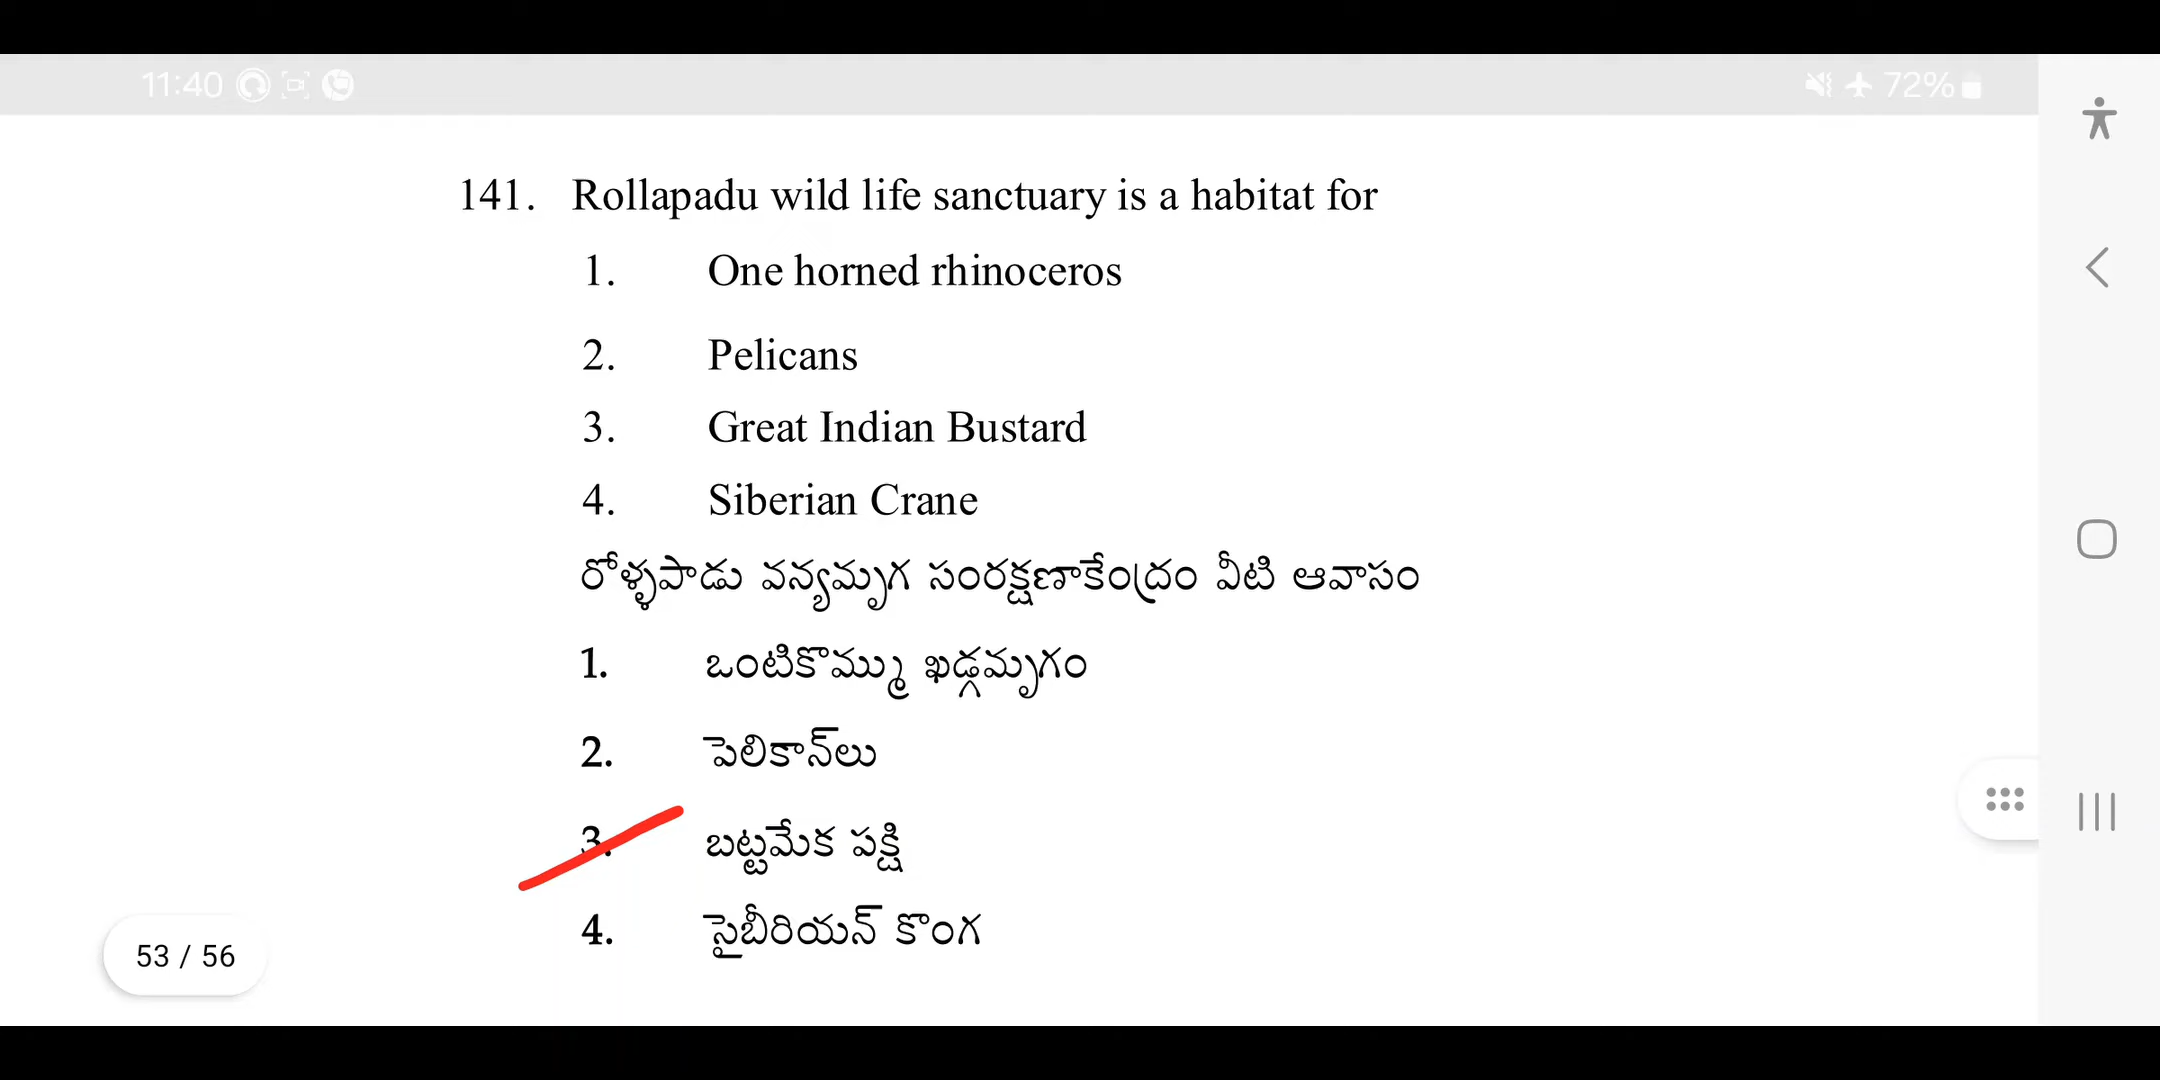 11:40
72%
141. Rollapadu wild life sanctuary is a habitat for
1. One horned rhinoceros
2. Pelicans
3. Great Indian Bustard
4. Siberian Crane
రోళ్ళపాడు వన్యమృగ సంరక్షణాకేంద్రం వీటి ఆవాసం
1. ఒంటికొమ్ము ఖడ్గమృగం
2. పెలికాన్‌లు
3. బట్టమేక పక్షి
4. సైబీరియన్ కొంగ
53 / 56